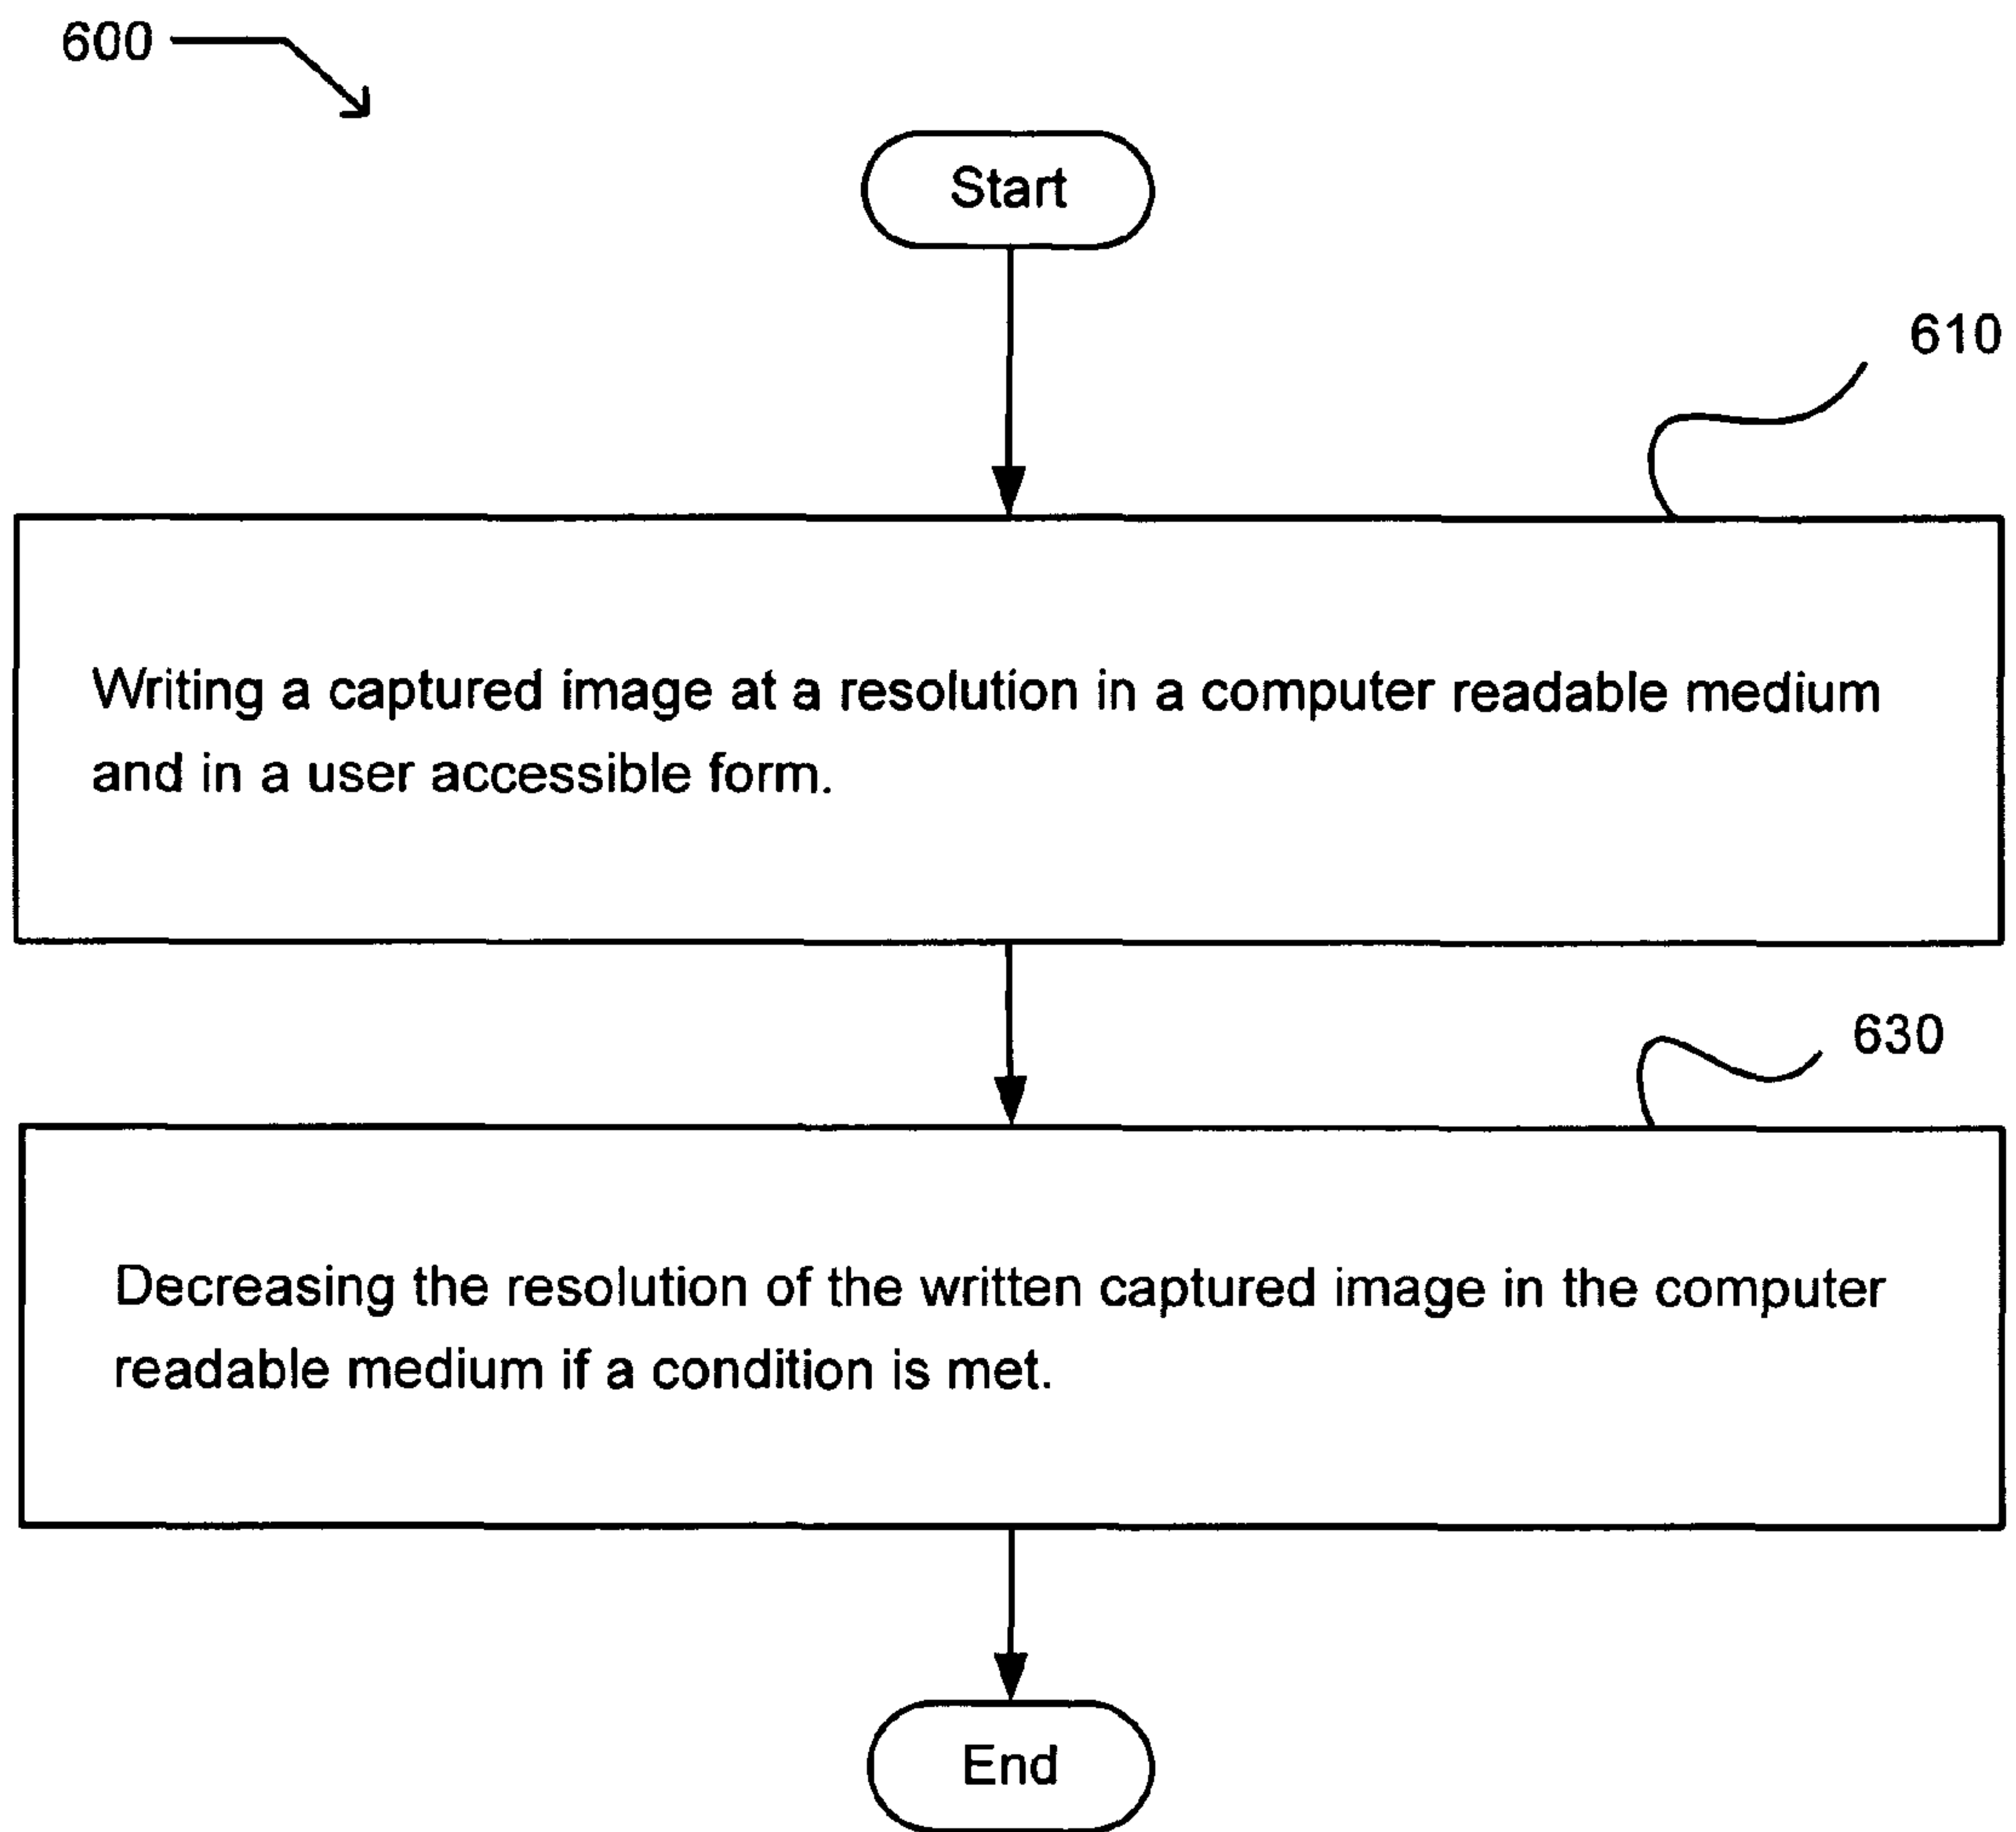 600
Start
610
Writing a captured image at a resolution in a computer readable medium
and in a user accessible form.
630
Decreasing the resolution of the written captured image in the computer
readable medium if a condition is met.
End